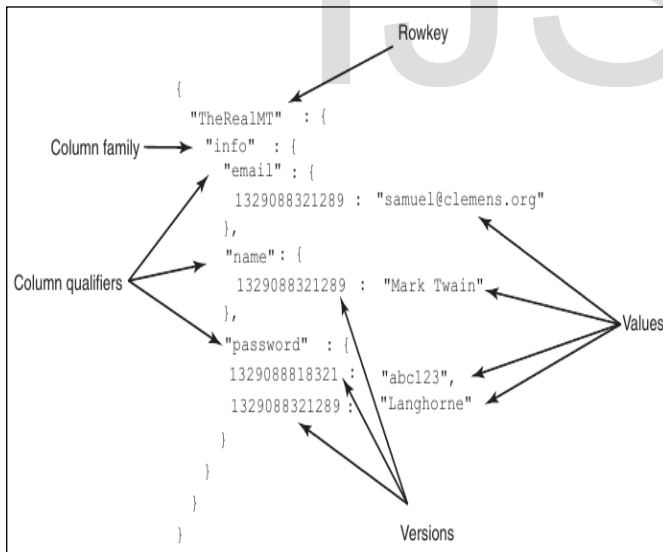 IJS
Rowkey
{
"TheRealMT" : {
Column family
"info" : {
"email" : {
1329088321289 : "samuel@clemens.org"
},
"name": {
Column qualifiers
1329088321289 : "Mark Twain"
},
Values
"password" : {
1329088818321 : "abc123",
1329088321289 : "Langhorne"
}
}
}
Versions
}